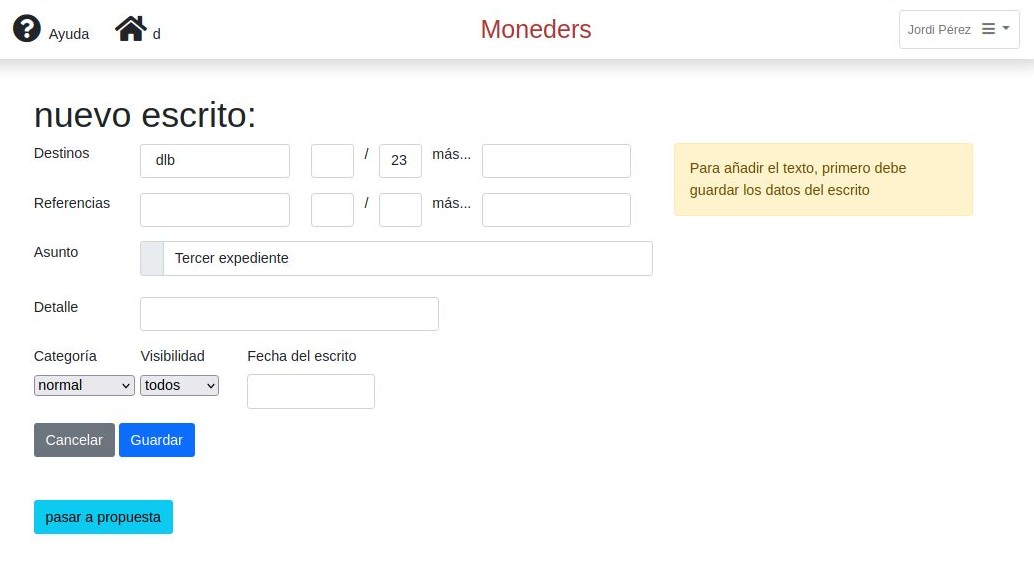 Ayuda d Moneders Jordi Pérez
nuevo escrito:
Destinos dlb / 23 más...
Para añadir el texto, primero debe
guardar los datos del escrito
Referencias / más...
Asunto Tercer expediente
Detalle
Categoría Visibilidad Fecha del escrito
normal todos
Cancelar Guardar
pasar a propuesta